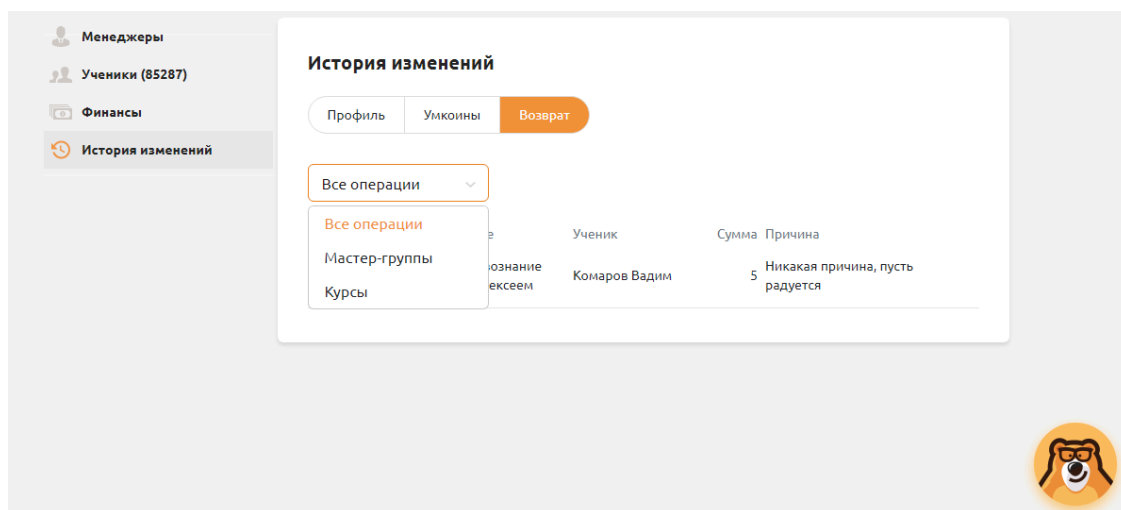 Менеджеры
Ученики (85287)
Финансы
История изменений
История изменений
Профиль Умкоины Возврат
Все операции
Все операции
Мастер-группы
Курсы
Ученик Сумма Причина
Комаров Вадим 5 Никакая причина, пусть
радуется